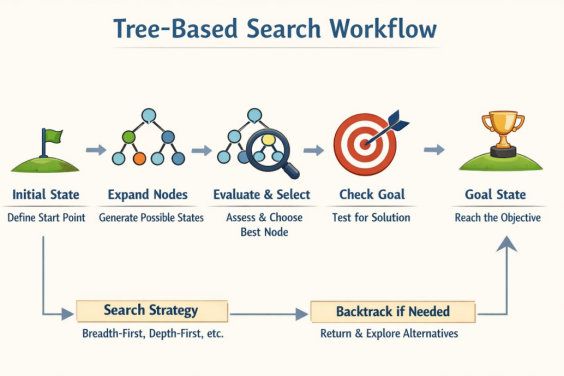 Tree-Based Search Workflow
Initial State
Define Start Point
Expand Nodes
Generate Possible States
Evaluate & Select
Assess & Choose
Best Node
Check Goal
Test for Solution
Goal State
Reach the Objective
Search Strategy
Breadth-First, Depth-First, etc.
Backtrack if Needed
Return & Explore Alternatives